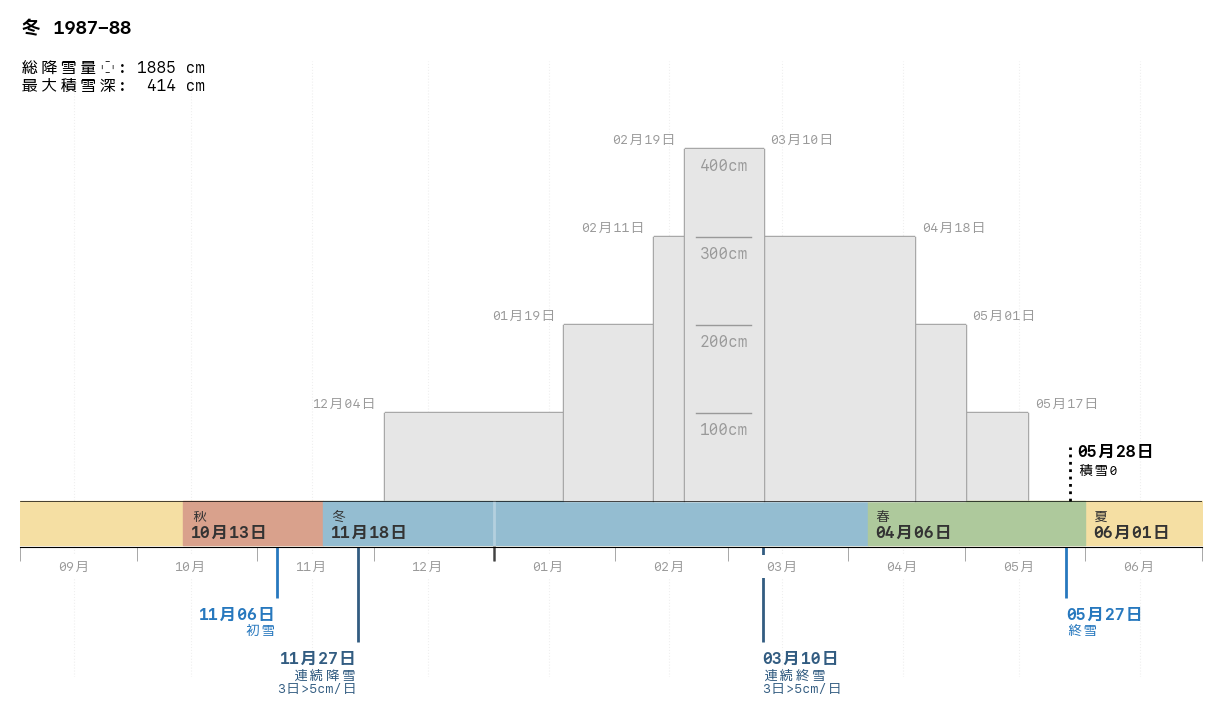 冬 1987–88
総降雪量: 1885 cm
最大積雪深: 414 cm
02月19日
03月10日
400cm
02月11日
04月18日
300cm
01月19日
05月01日
200cm
12月04日
05月17日
100cm
05月28日
積雪0
秋
10月13日
冬
11月18日
春
04月06日
夏
06月01日
09月
10月
11月
12月
01月
02月
03月
04月
05月
06月
11月06日
初雪
05月27日
終雪
11月27日
連続降雪
3日>5cm/日
03月10日
連続終雪
3日>5cm/日